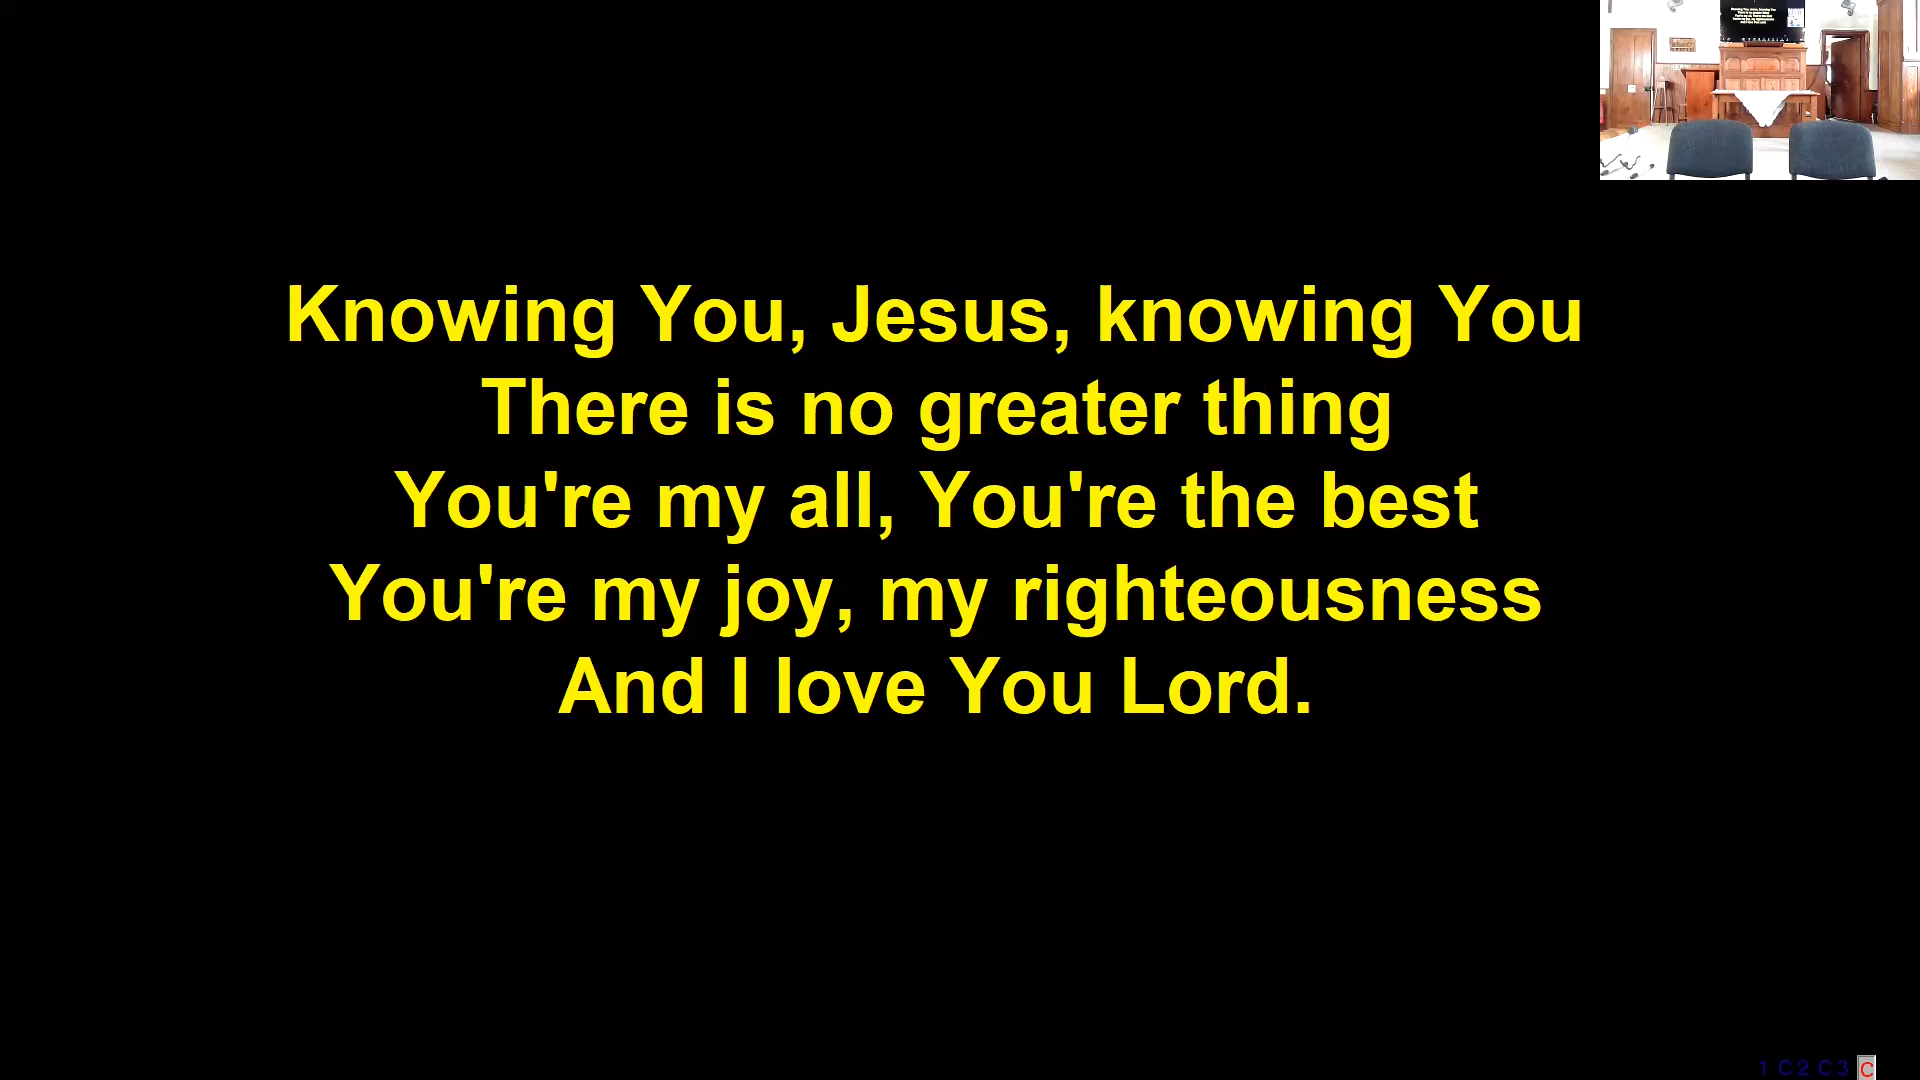 Knowing You, Jesus, knowing You
There is no greater thing
You're my all, You're the best
You're my joy, my righteousness
And I love You Lord.
1 C 2 C 3 C